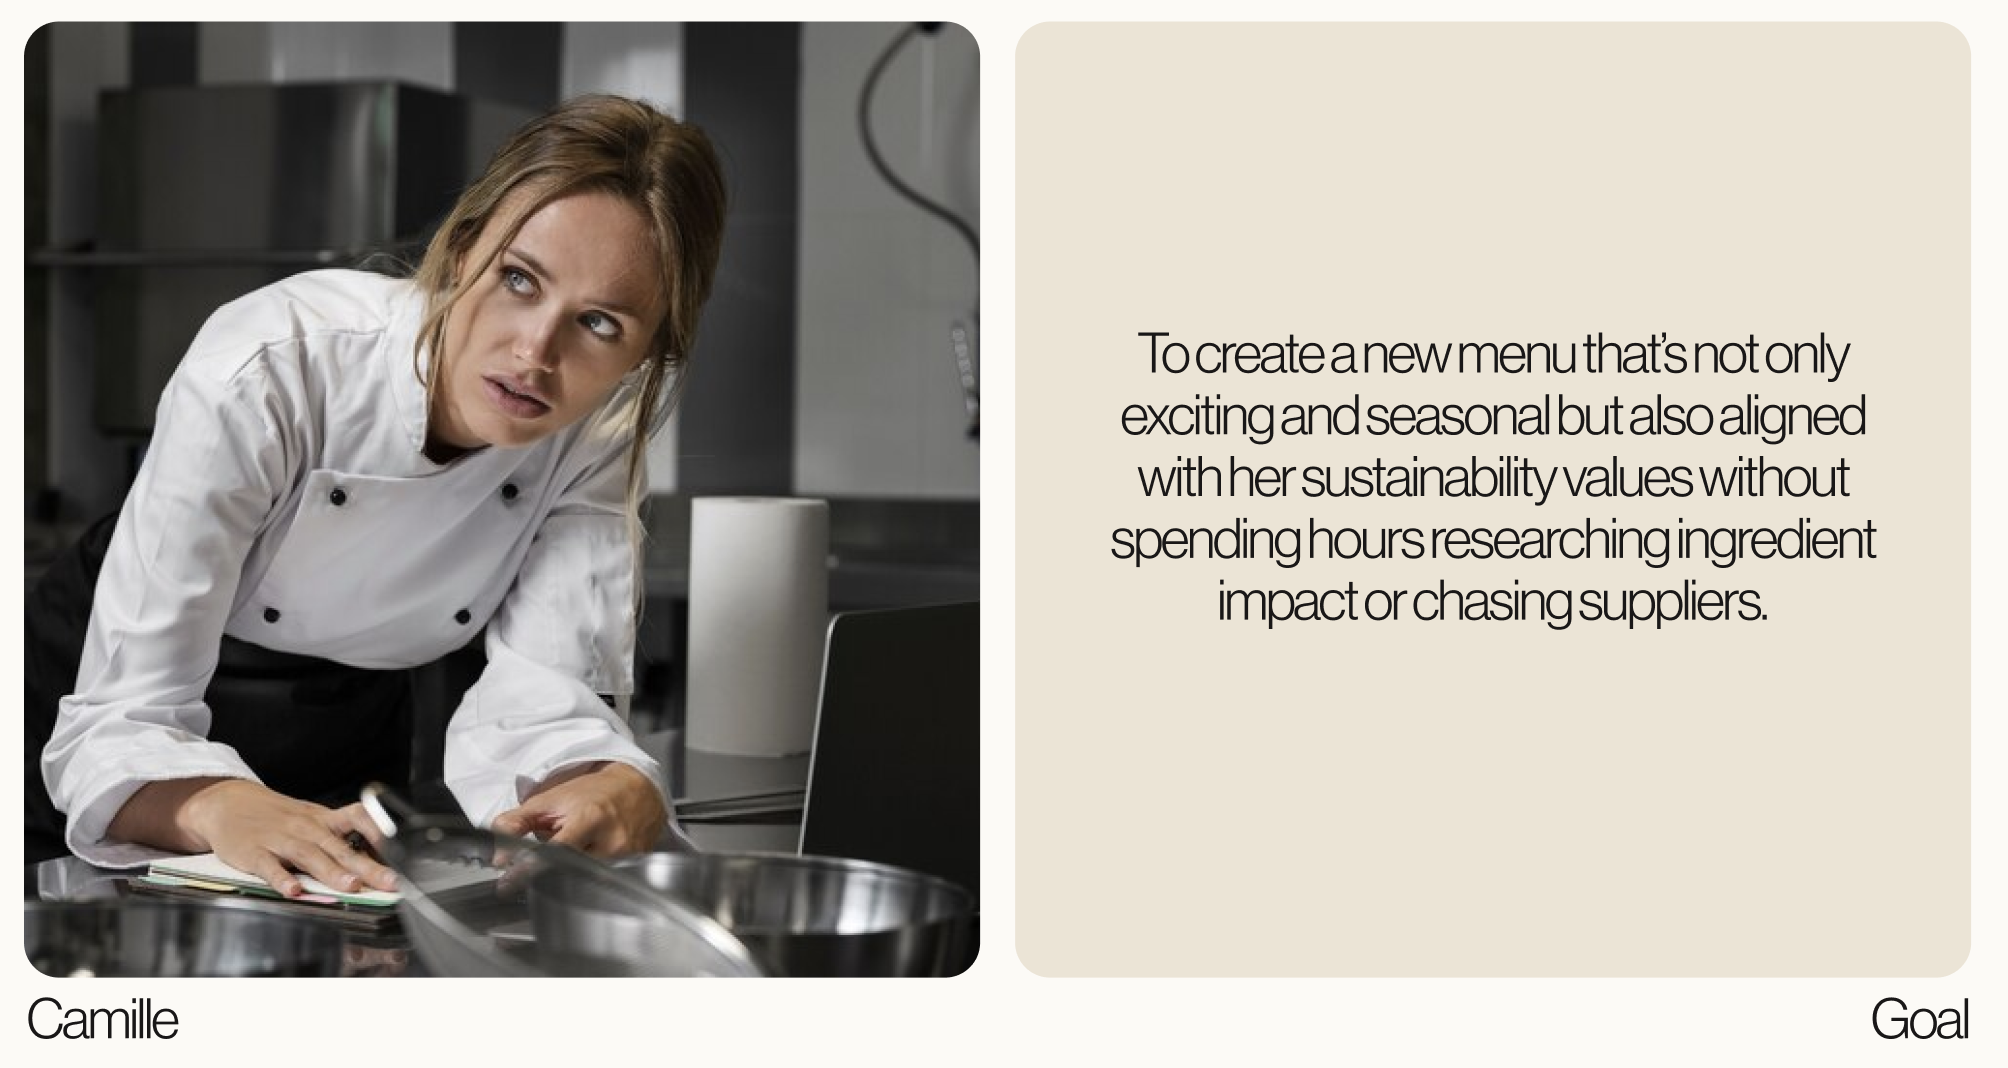 To create a new menu that’s not only
exciting and seasonal but also aligned
with her sustainability values without
spending hours researching ingredient
impact or chasing suppliers.
Camille
Goal